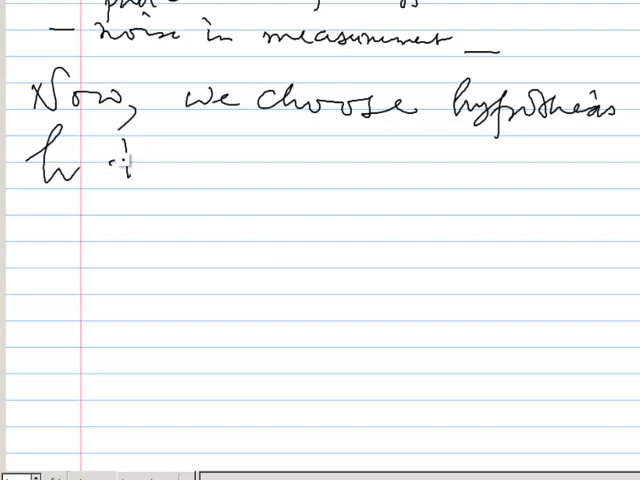 - noise in measurement
Now, we choose hypothesis
h